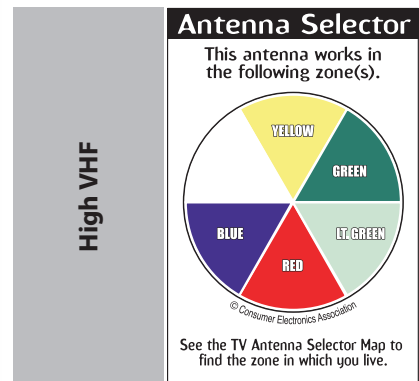 High VHF
Antenna Selector
This antenna works in
the following zone(s).
YELLOW
GREEN
BLUE
LT. GREEN
RED
© Consumer Electronics Association
See the TV Antenna Selector Map to
find the zone in which you live.